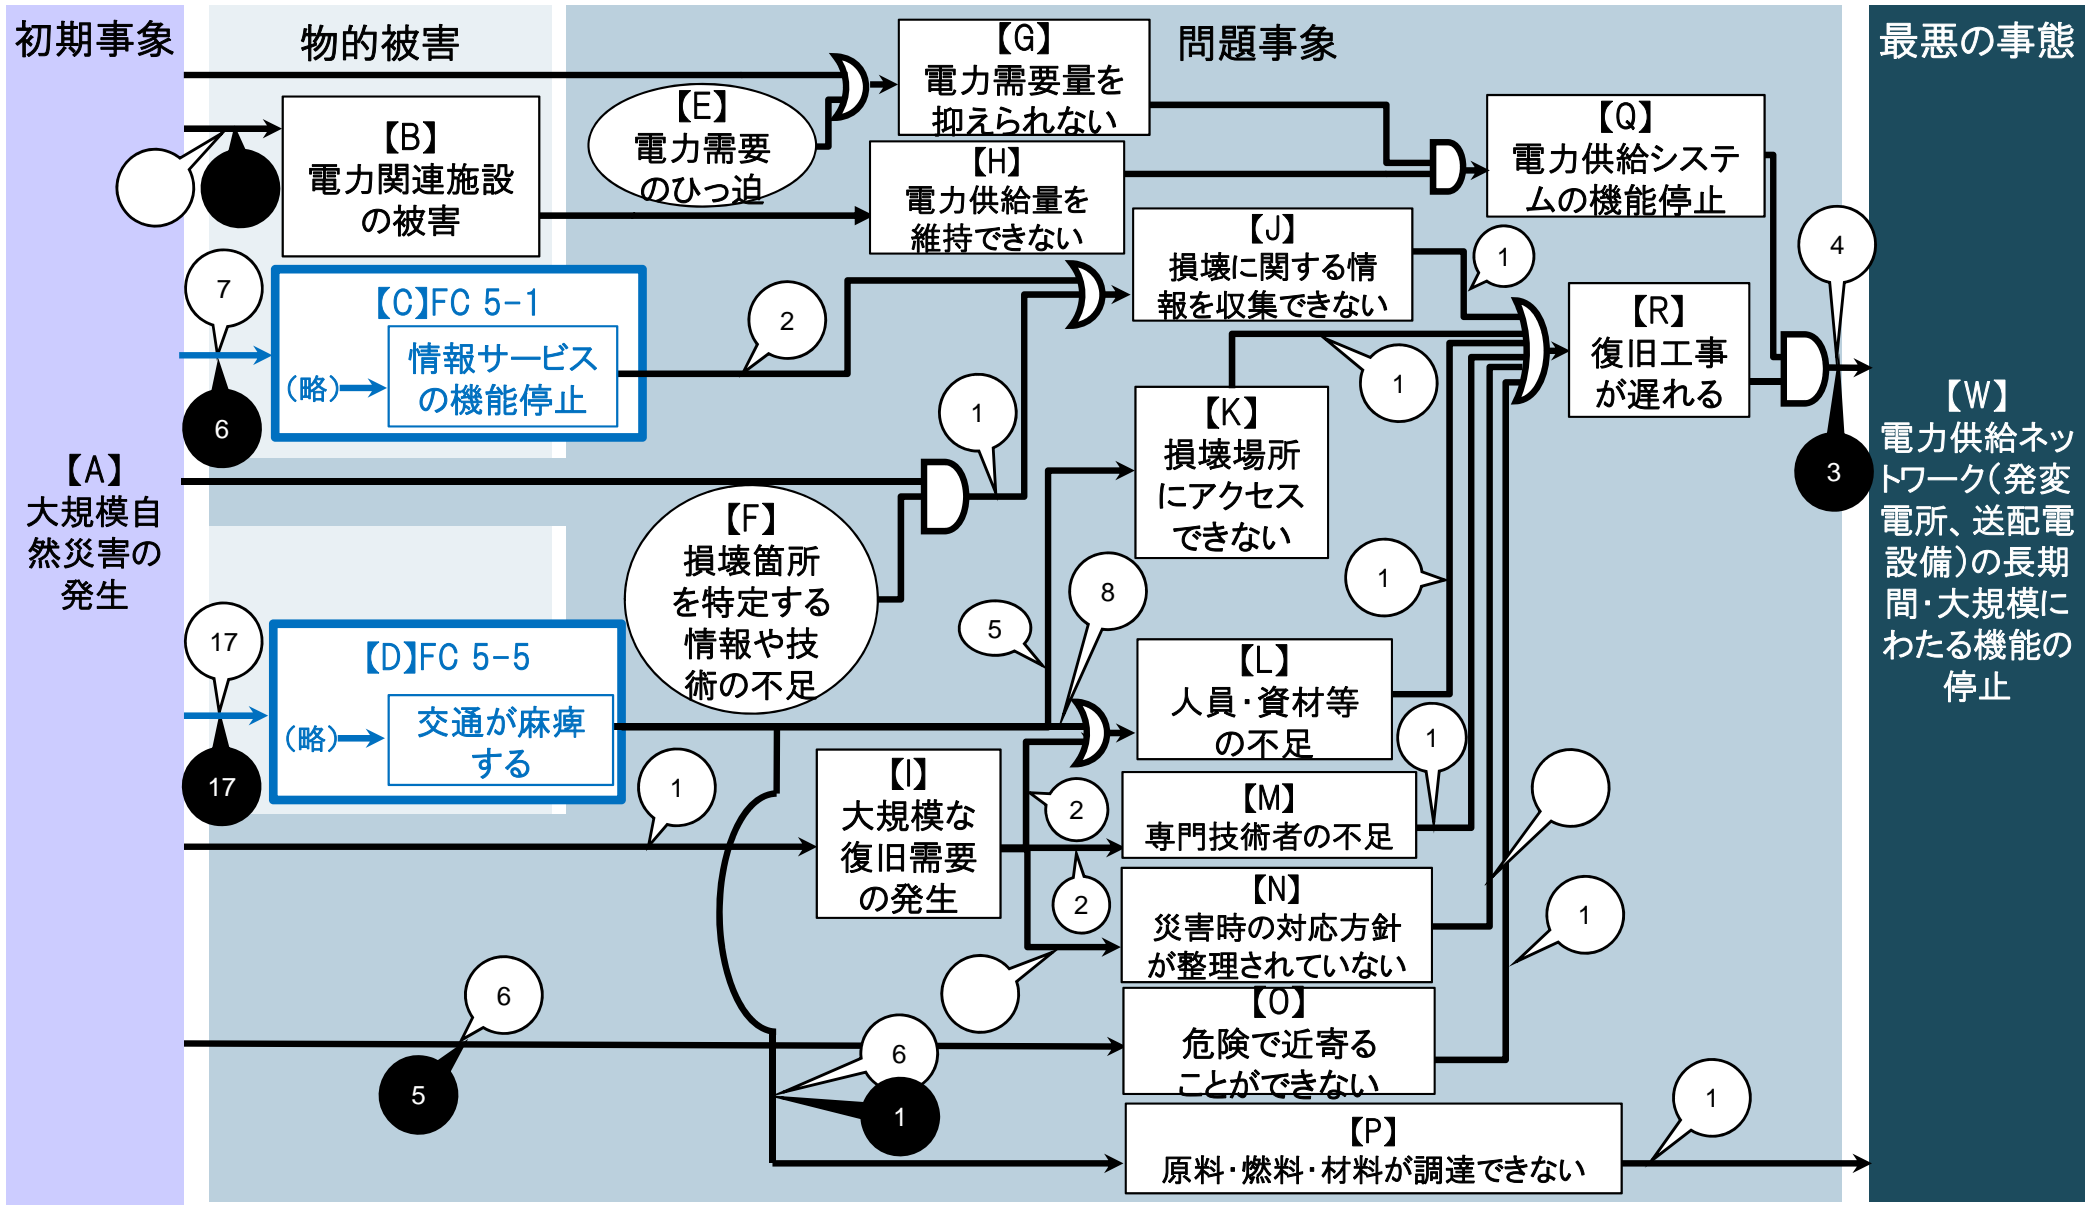 初期事象
物的被害
問題事象
最悪の事態
【A】
大規模自
然災害の
発生
【B】
電力関連施設
の被害
7
6
【C】FC 5-1
(略)
情報サービス
の機能停止
2
17
17
【D】FC 5-5
(略)
交通が麻痺
する
1
6
5
【E】
電力需要
のひっ迫
【F】
損壊箇所
を特定する
情報や技
術の不足
1
5
8
【G】
電力需要量を
抑えられない
【H】
電力供給量を
維持できない
【I】
大規模な
復旧需要
の発生
2
2
6
1
【J】
損壊に関する情
報を収集できない
1
【K】
損壊場所
にアクセス
できない
1
1
【L】
人員・資材等
の不足
1
【M】
専門技術者の不足
【N】
災害時の対応方針
が整理されていない
【O】
危険で近寄る
ことができない
1
【P】
原料・燃料・材料が調達できない
1
【Q】
電力供給システ
ムの機能停止
【R】
復旧工事
が遅れる
4
3
【W】
電力供給ネッ
トワーク(発変
電所、送配電
設備)の長期
間・大規模に
わたる機能の
停止